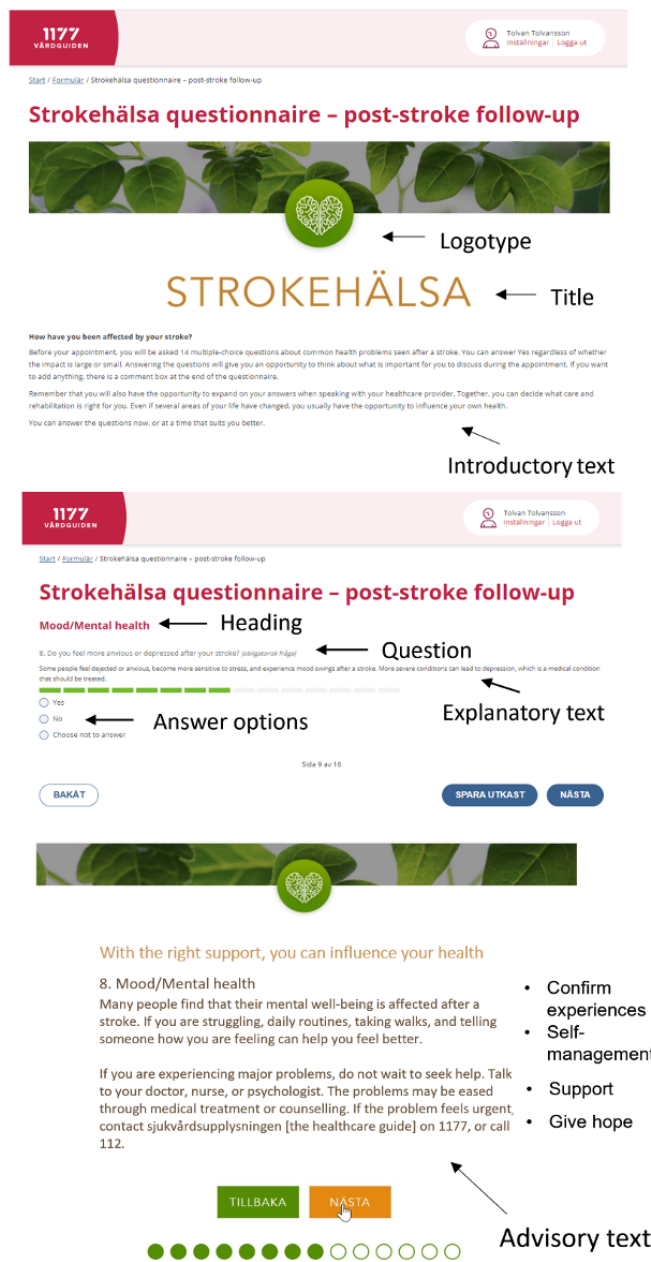 1177
VÅRDGUIDEN
Tolvan Tolvansson
Inställningar | Logga ut
Start / Formulär / Strokehälsa questionnaire – post-stroke follow-up
Strokehälsa questionnaire – post-stroke follow-up
Logotype
STROKEHÄLSA
Title
How have you been affected by your stroke?
Before your appointment, you will be asked 14 multiple-choice questions about common health problems seen after a stroke. You can answer Yes regardless of whether
the impact is large or small. Answering the questions will give you an opportunity to think about what is important for you to discuss during the appointment. If you want
to add anything, there is a comment box at the end of the questionnaire.
Remember that you will also have the opportunity to expand on your answers when speaking with your healthcare provider. Together, you can decide what care and
rehabilitation is right for you. Even if several areas of your life have changed, you usually have the opportunity to influence your own health.
You can answer the questions now, or at a time that suits you better.
Introductory text
1177
VÅRDGUIDEN
Tolvan Tolvansson
Inställningar | Logga ut
Start / Formulär / Strokehälsa questionnaire – post-stroke follow-up
Strokehälsa questionnaire – post-stroke follow-up
Mood/Mental health
Heading
8. Do you feel more anxious or depressed after your stroke? (obligatorisk fråga)
Question
Some people feel dejected or anxious, become more sensitive to stress, and experience mood swings after a stroke. More severe conditions can lead to depression, which is a medical condition
that should be treated.
Yes
No
Choose not to answer
Answer options
Explanatory text
Sida 9 av 16
BAKÅT
SPARA UTKAST
NÄSTA
With the right support, you can influence your health
8. Mood/Mental health
Many people find that their mental well-being is affected after a
stroke. If you are struggling, daily routines, taking walks, and telling
someone how you are feeling can help you feel better.
If you are experiencing major problems, do not wait to seek help. Talk
to your doctor, nurse, or psychologist. The problems may be eased
through medical treatment or counselling. If the problem feels urgent,
contact sjukvårdsupplysningen [the healthcare guide] on 1177, or call
112.
• Confirm
experiences
• Self-
management
• Support
• Give hope
TILLBAKA
NÄSTA
Advisory text